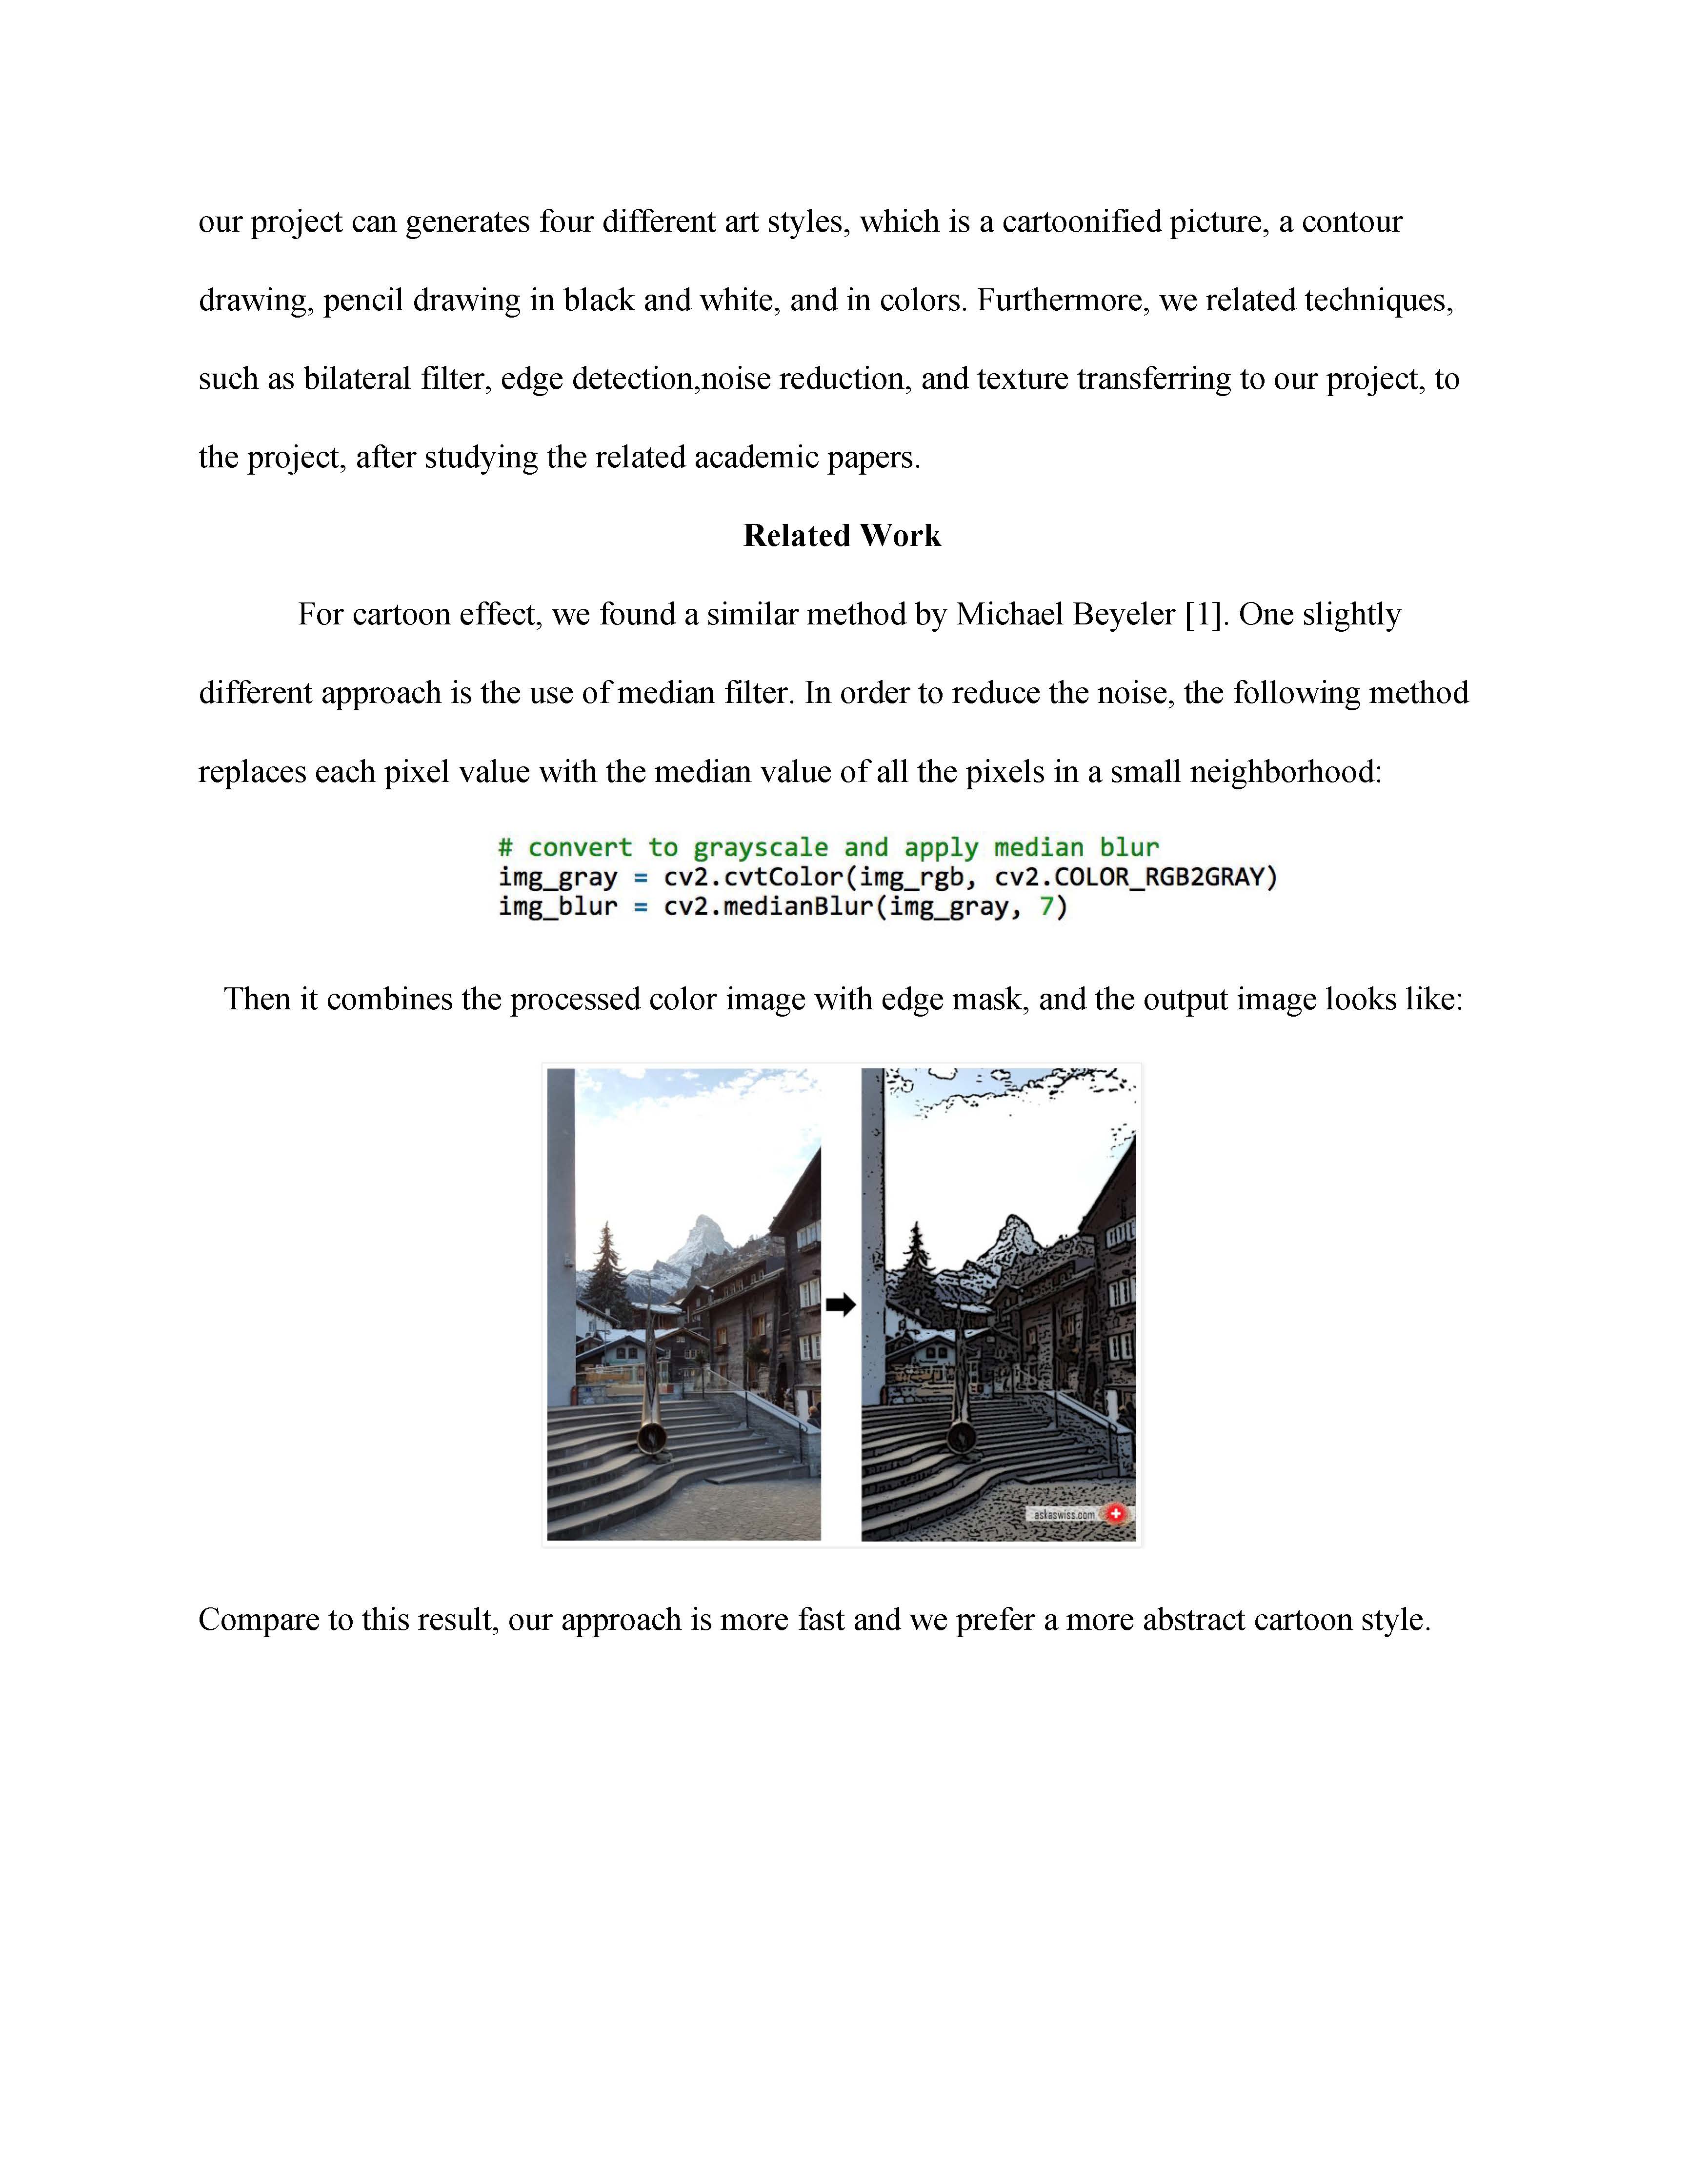 our project can generates four different art styles, which is a cartoonified picture, a contour
drawing, pencil drawing in black and white, and in colors. Furthermore, we related techniques,
such as bilateral filter, edge detection,noise reduction, and texture transferring to our project, to
the project, after studying the related academic papers.
Related Work
For cartoon effect, we found a similar method by Michael Beyeler [1]. One slightly
different approach is the use of median filter. In order to reduce the noise, the following method
replaces each pixel value with the median value of all the pixels in a small neighborhood:
# convert to grayscale and apply median blur
img_gray = cv2.cvtColor(img_rgb, cv2.COLOR_RGB2GRAY)
img_blur = cv2.medianBlur(img_gray, 7)
Then it combines the processed color image with edge mask, and the output image looks like:
askaswiss.com
Compare to this result, our approach is more fast and we prefer a more abstract cartoon style.